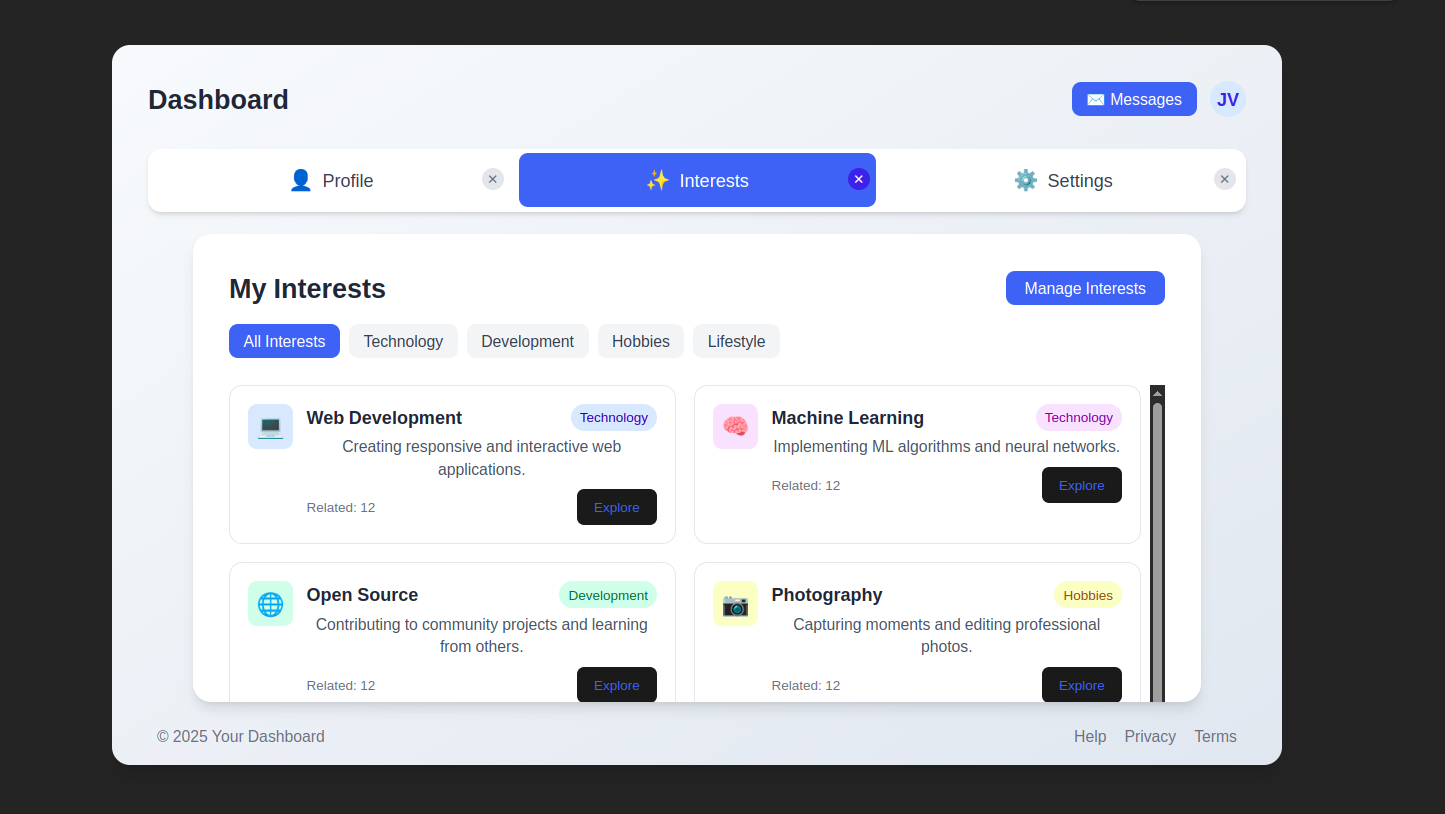 Dashboard
Messages
JV
Profile
Interests
Settings
My Interests
Manage Interests
All Interests
Technology
Development
Hobbies
Lifestyle
Web Development
Technology
Creating responsive and interactive web
applications.
Related: 12
Explore
Machine Learning
Technology
Implementing ML algorithms and neural networks.
Related: 12
Explore
Open Source
Development
Contributing to community projects and learning
from others.
Related: 12
Explore
Photography
Hobbies
Capturing moments and editing professional
photos.
Related: 12
Explore
© 2025 Your Dashboard
Help
Privacy
Terms